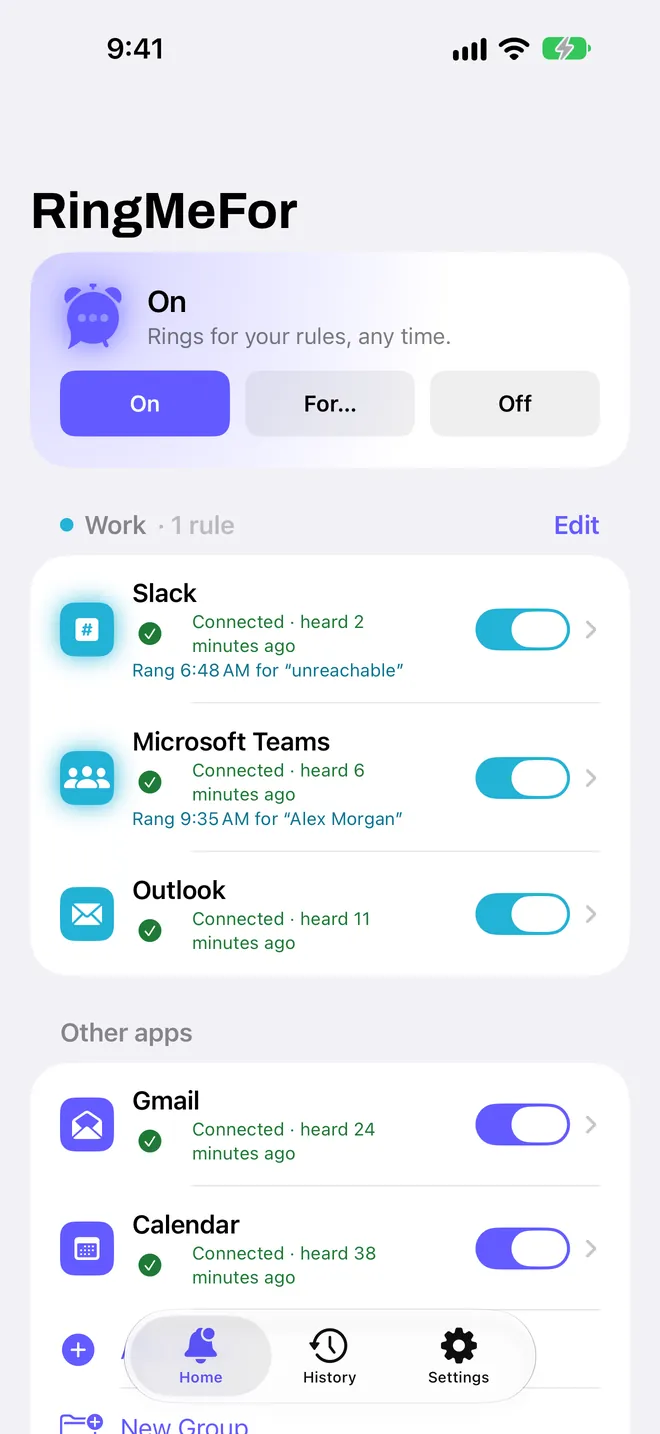 9:41
RingMeFor
On
Rings for your rules, any time.
On
For...
Off
Work · 1 rule
Edit
Slack
#
Connected · heard 2
minutes ago
Rang 6:48 AM for “unreachable”
Microsoft Teams
Connected · heard 6
minutes ago
Rang 9:35 AM for “Alex Morgan”
Outlook
Connected · heard 11
minutes ago
Other apps
Gmail
Connected · heard 24
minutes ago
Calendar
Connected · heard 38
minutes ago
Home
History
Settings
New Group